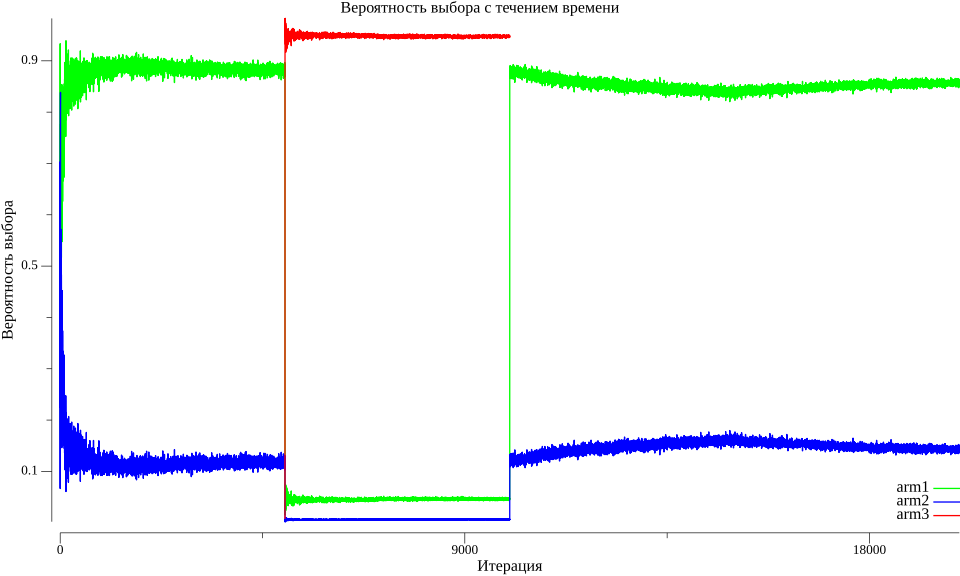 Вероятность выбора с течением времени
0.9
0.5
0.1
Вероятность выбора
0
9000
18000
Итерация
arm1
arm2
arm3